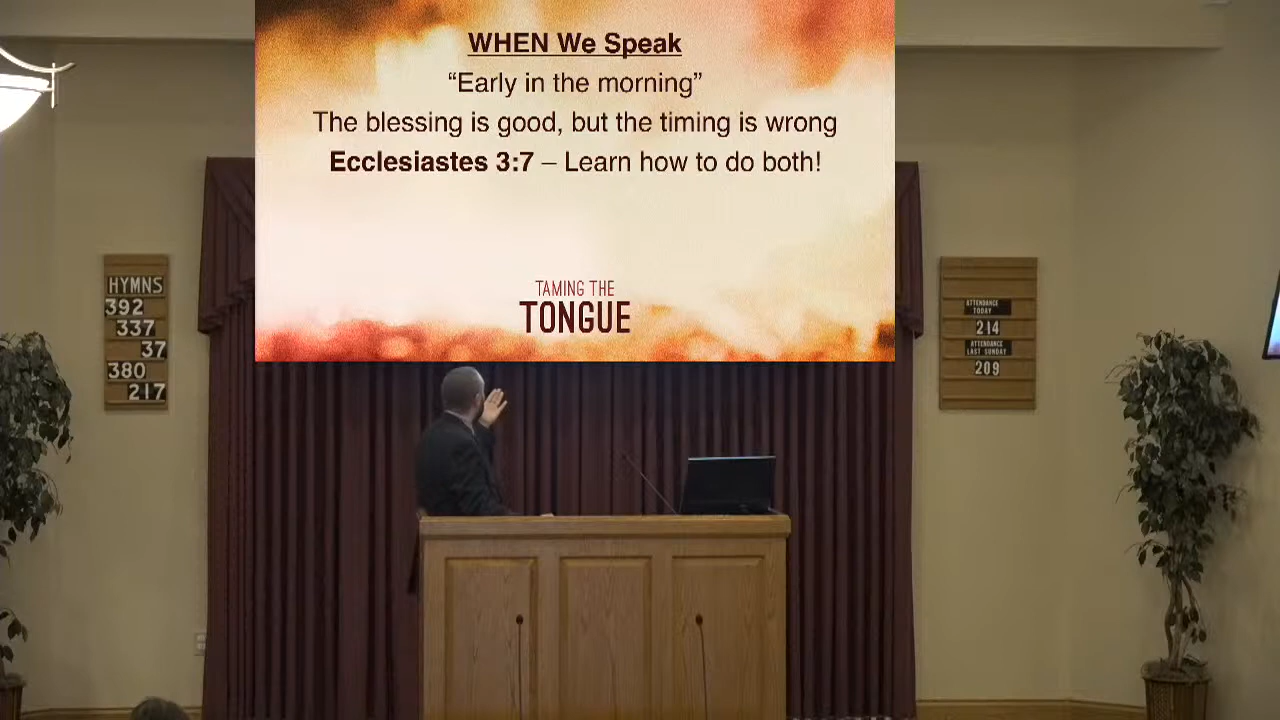 WHEN We Speak
“Early in the morning”
The blessing is good, but the timing is wrong
Ecclesiastes 3:7 – Learn how to do both!
TAMING THE
TONGUE
HYMNS
392
337
37
380
217
ATTENDANCE
TODAY
214
ATTENDANCE
LAST SUNDAY
209